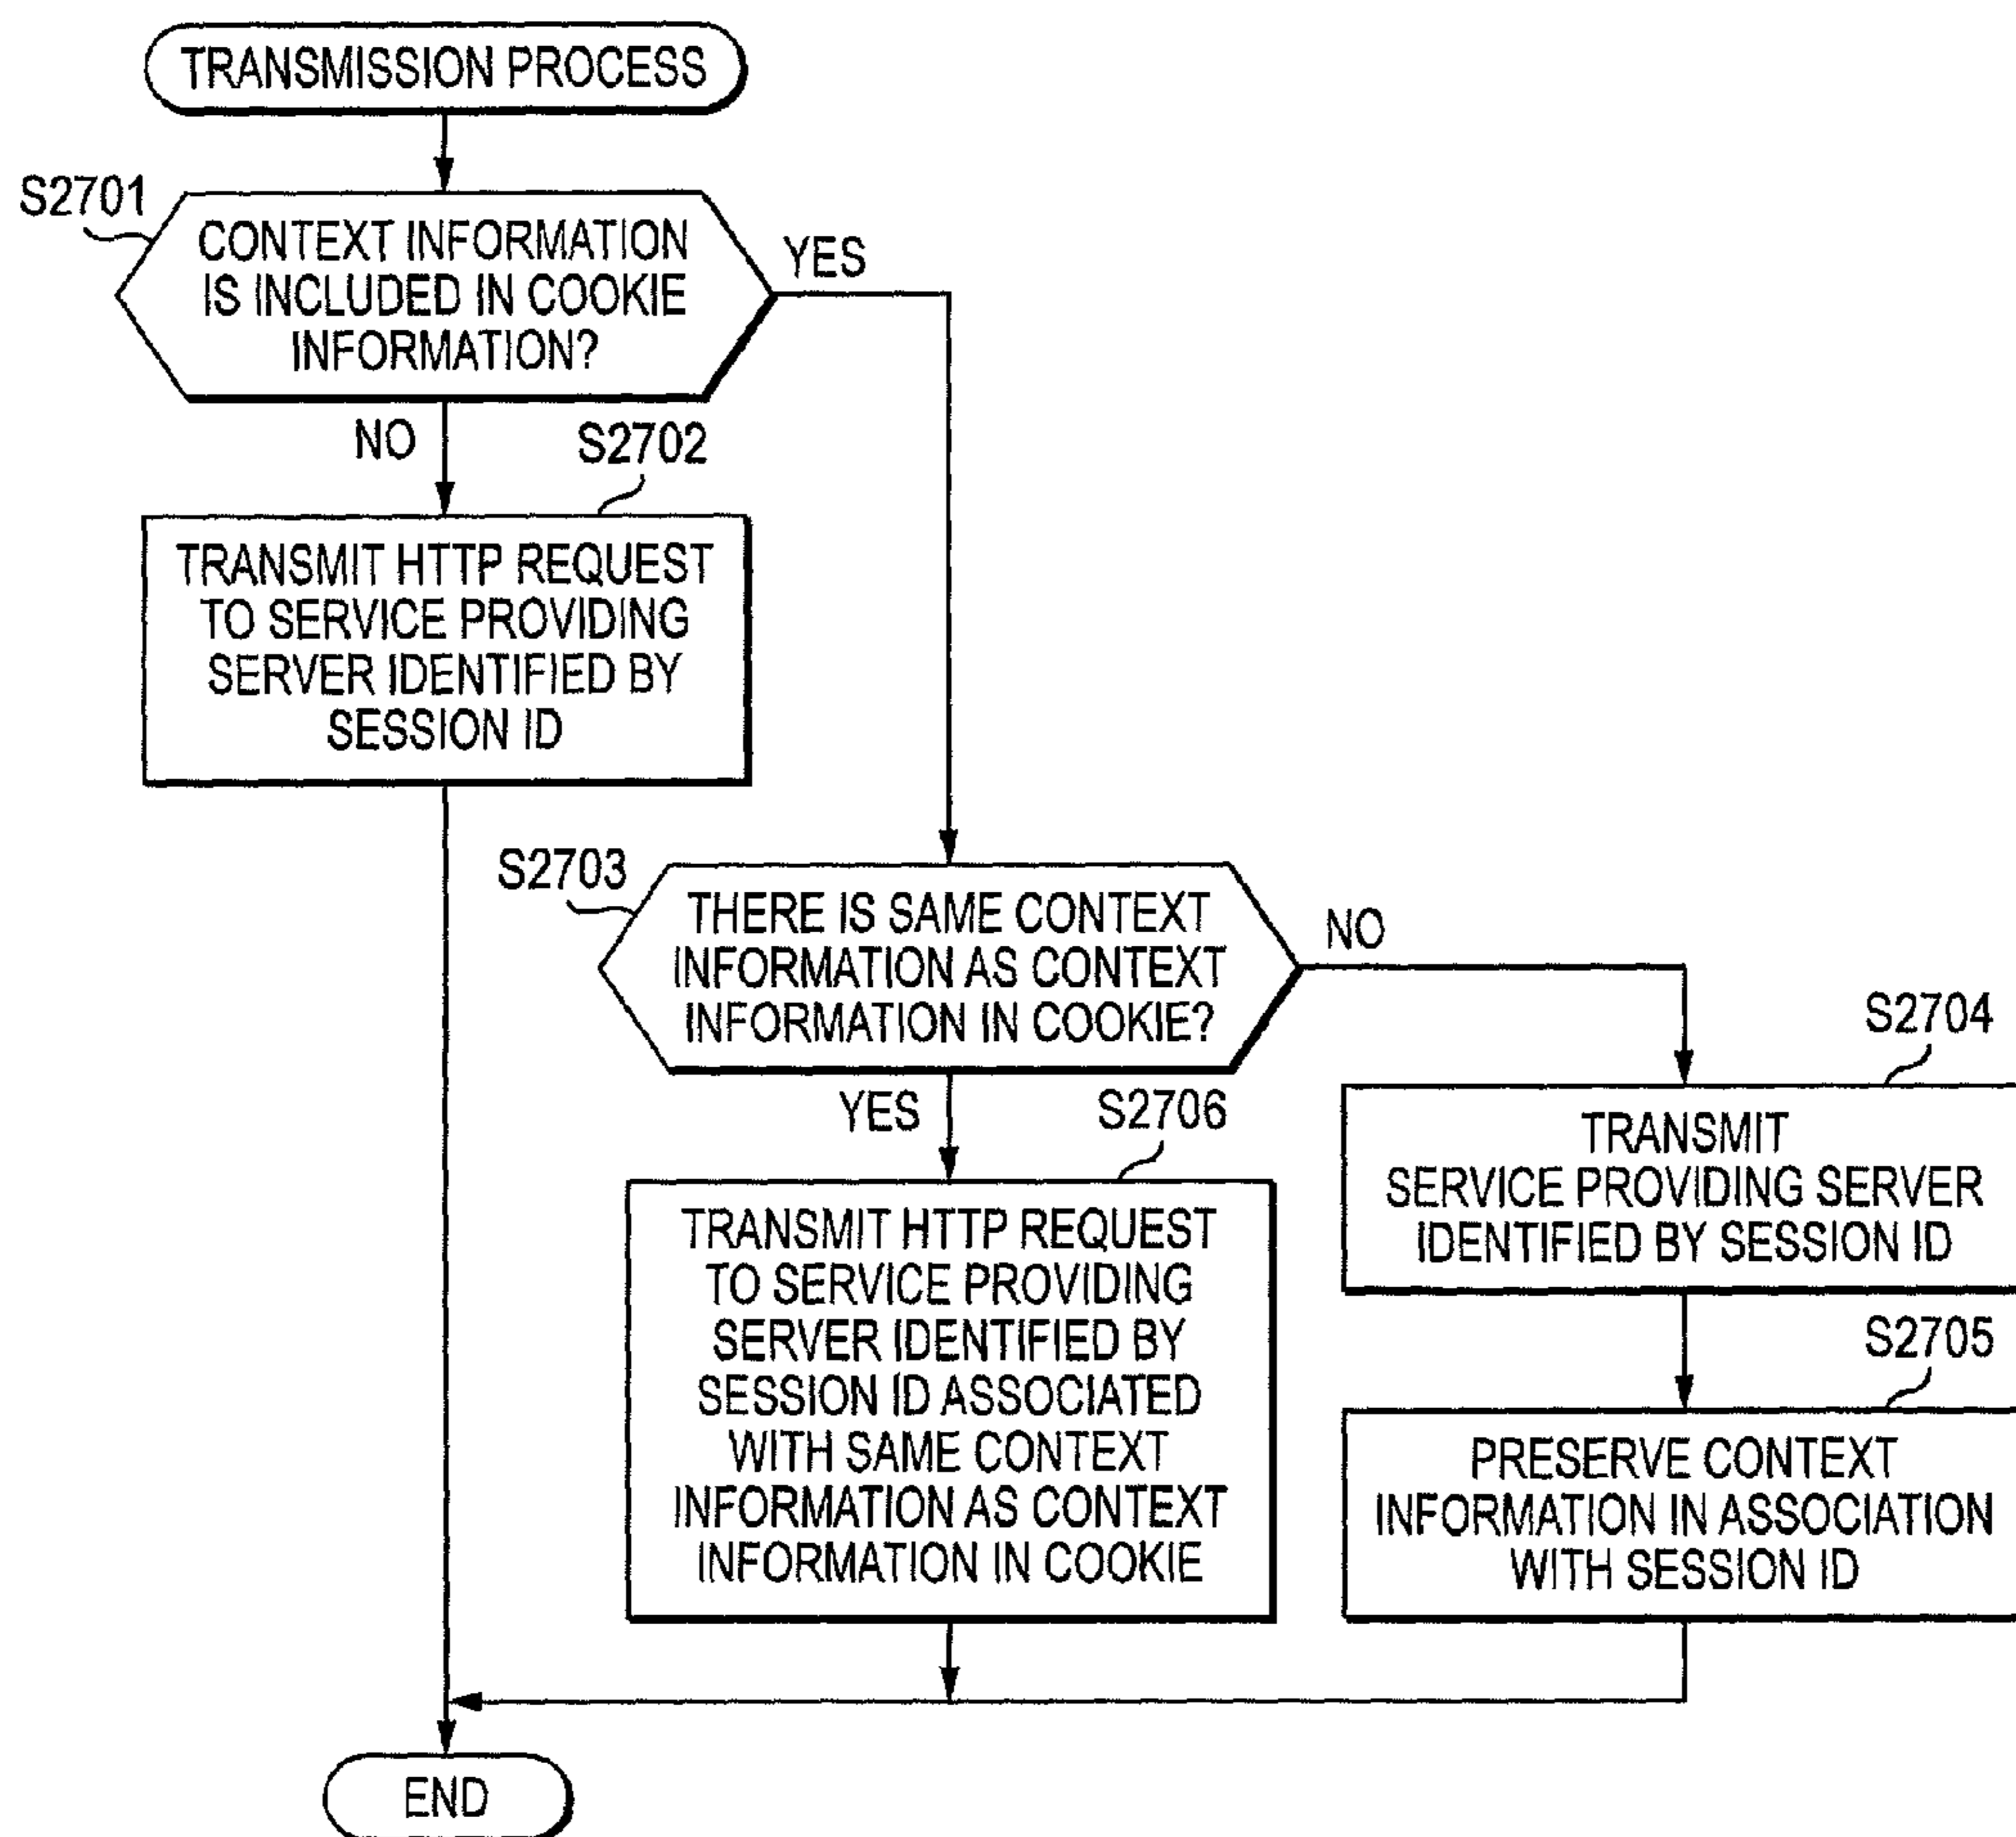 TRANSMISSION PROCESS
S2701
CONTEXT INFORMATION
IS INCLUDED IN COOKIE
INFORMATION?
YES
NO
S2702
TRANSMIT HTTP REQUEST
TO SERVICE PROVIDING
SERVER IDENTIFIED BY
SESSION ID
S2703
THERE IS SAME CONTEXT
INFORMATION AS CONTEXT
INFORMATION IN COOKIE?
NO
YES
S2704
TRANSMIT
SERVICE PROVIDING SERVER
IDENTIFIED BY SESSION ID
S2706
TRANSMIT HTTP REQUEST
TO SERVICE PROVIDING
SERVER IDENTIFIED BY
SESSION ID ASSOCIATED
WITH SAME CONTEXT
INFORMATION AS CONTEXT
INFORMATION IN COOKIE
S2705
PRESERVE CONTEXT
INFORMATION IN ASSOCIATION
WITH SESSION ID
END